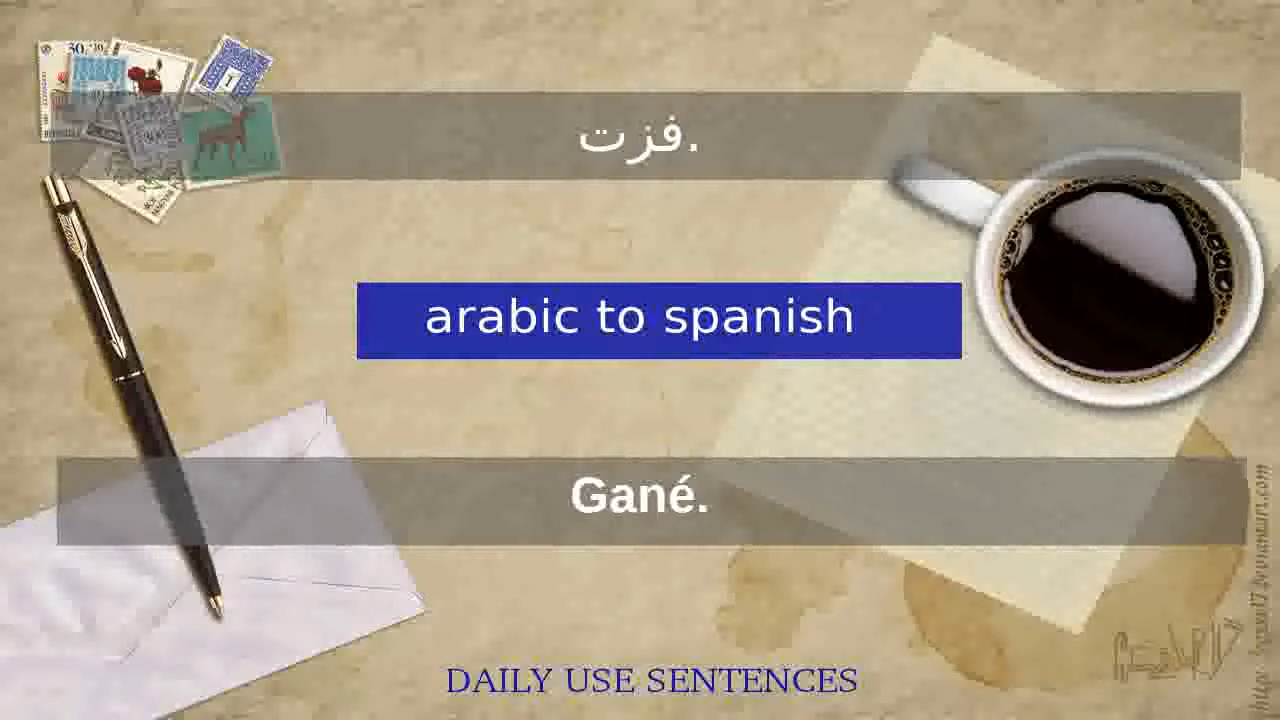 فزت.
arabic to spanish
Gané.
DAILY USE SENTENCES